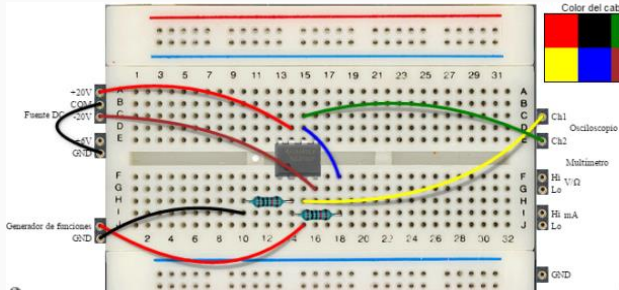 Color del cab
1 3 5 7 9 11 13 15 17 19 21 23 25 27 29 31
+20V
COM
Fuente DC
-20V
GND
A
B
C
D
E
F
G
H
I
J
A
B
C
D
F
G
H
I
J
Ch1
Osciloscopio
Ch2
Multímetro
Hi
V/Ω
Lo
Hi
mA
Lo
Generador de funciones
GND
2 4 6 8 10 12 14 16 18 20 22 24 26 28 30 32
GND